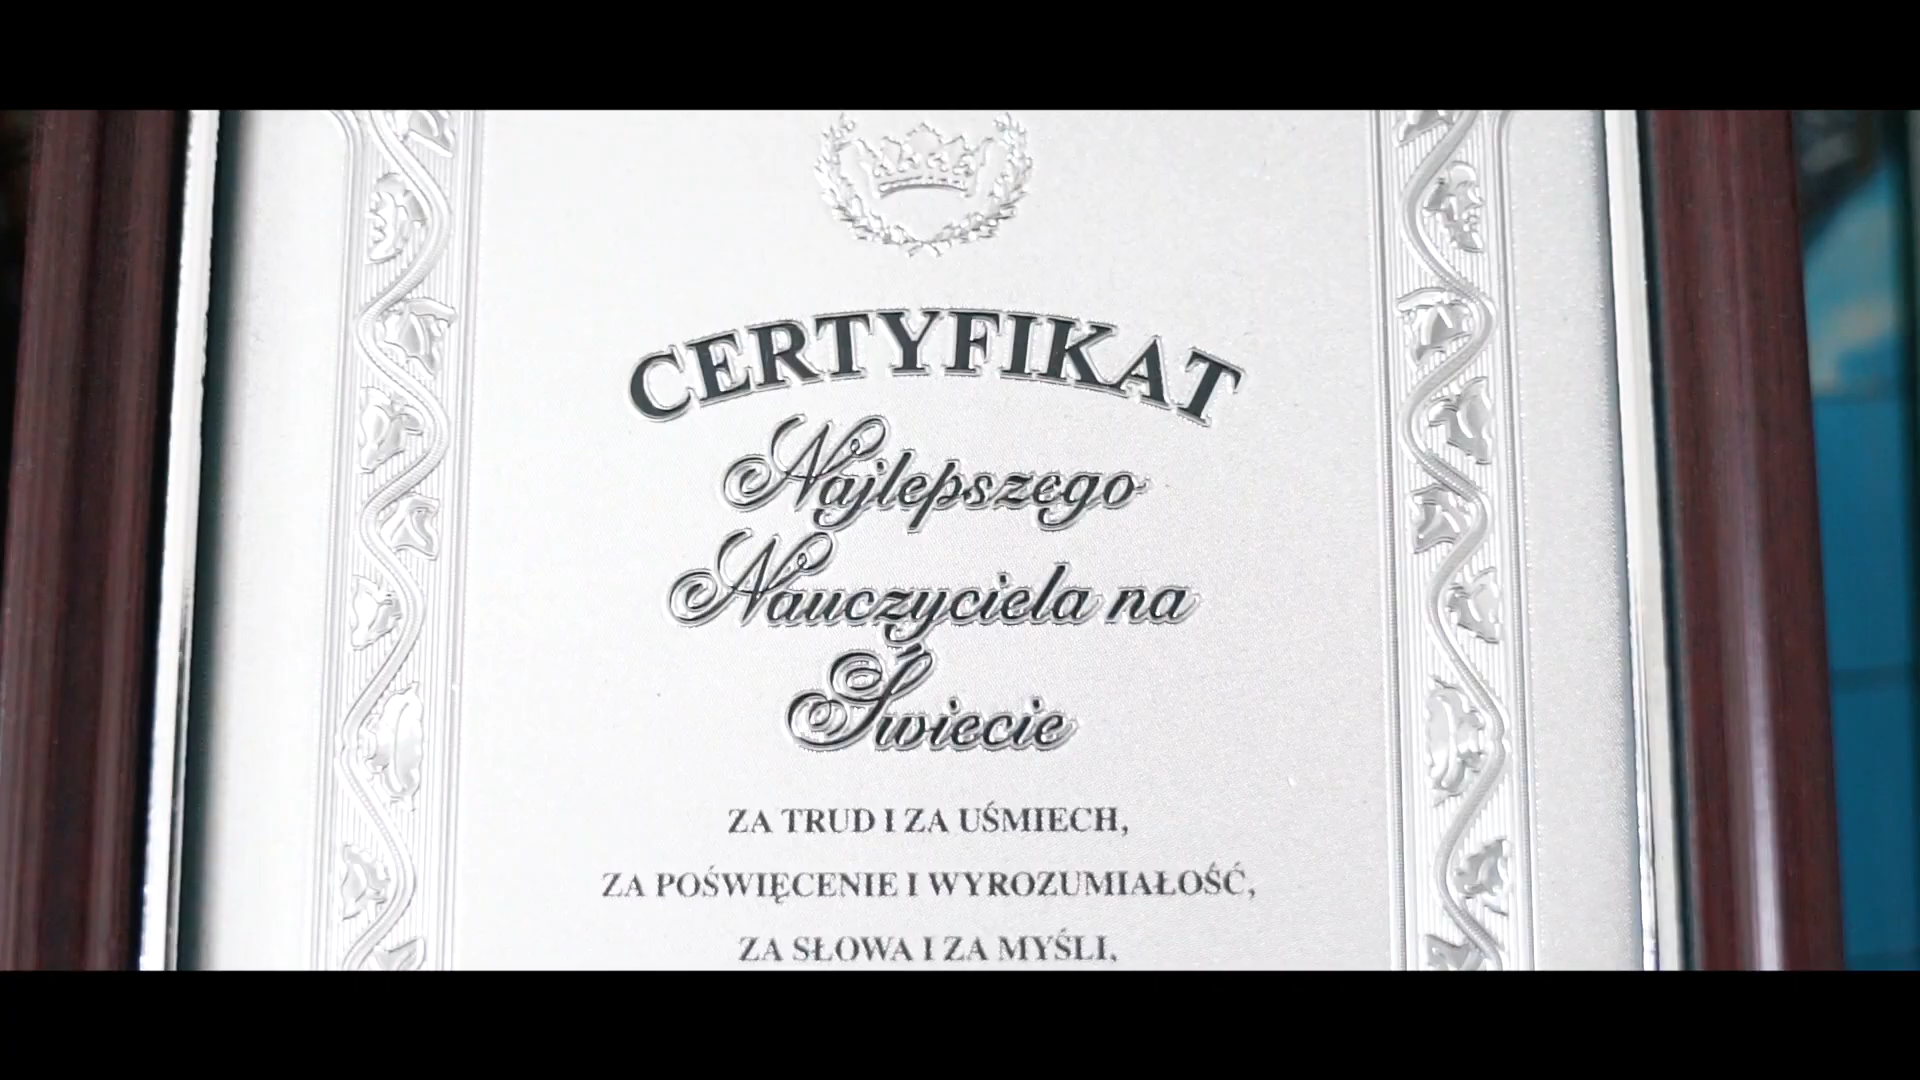 CERTYFIKAT
Najlepszego
Nauczyciela na
Świecie
ZA TRUD I ZA UŚMIECH,
ZA POŚWIĘCENIE I WYROZUMIAŁOŚĆ,
ZA SŁOWA I ZA MYŚLI,